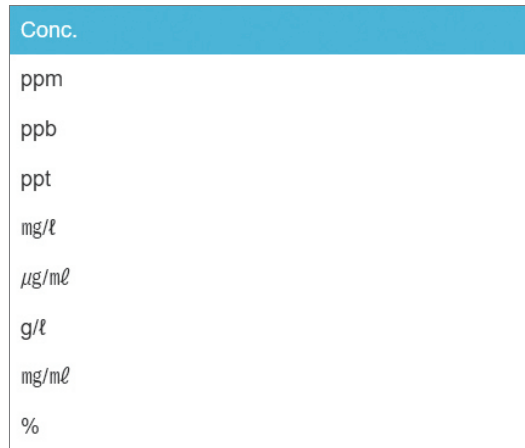 Conc.
ppm
ppb
ppt
㎎/ℓ
㎍/㎖
g/ℓ
㎎/㎖
%